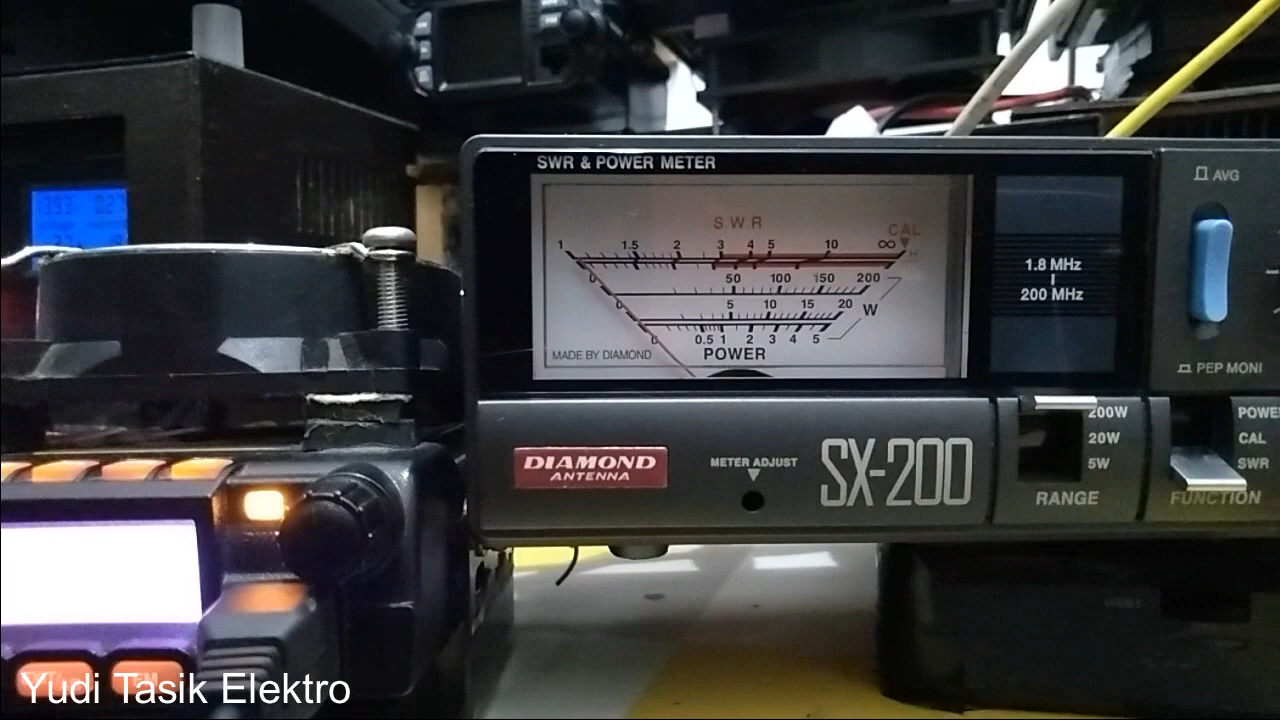 SWR & POWER METER
SWR
CAL
1 1.5 2 3 4 5 10 ∞
H
0 50 100 150 200
0 5 10 15 20
W
0 0.5 1 2 3 4 5
MADE BY DIAMOND
POWER
1.8 MHz
200 MHz
AVG
PEP MONI
DIAMOND
ANTENNA
METER ADJUST
SX-200
200W
20W
5W
RANGE
CAL
SWR
FUNCTION
Yudi Tasik Elektro